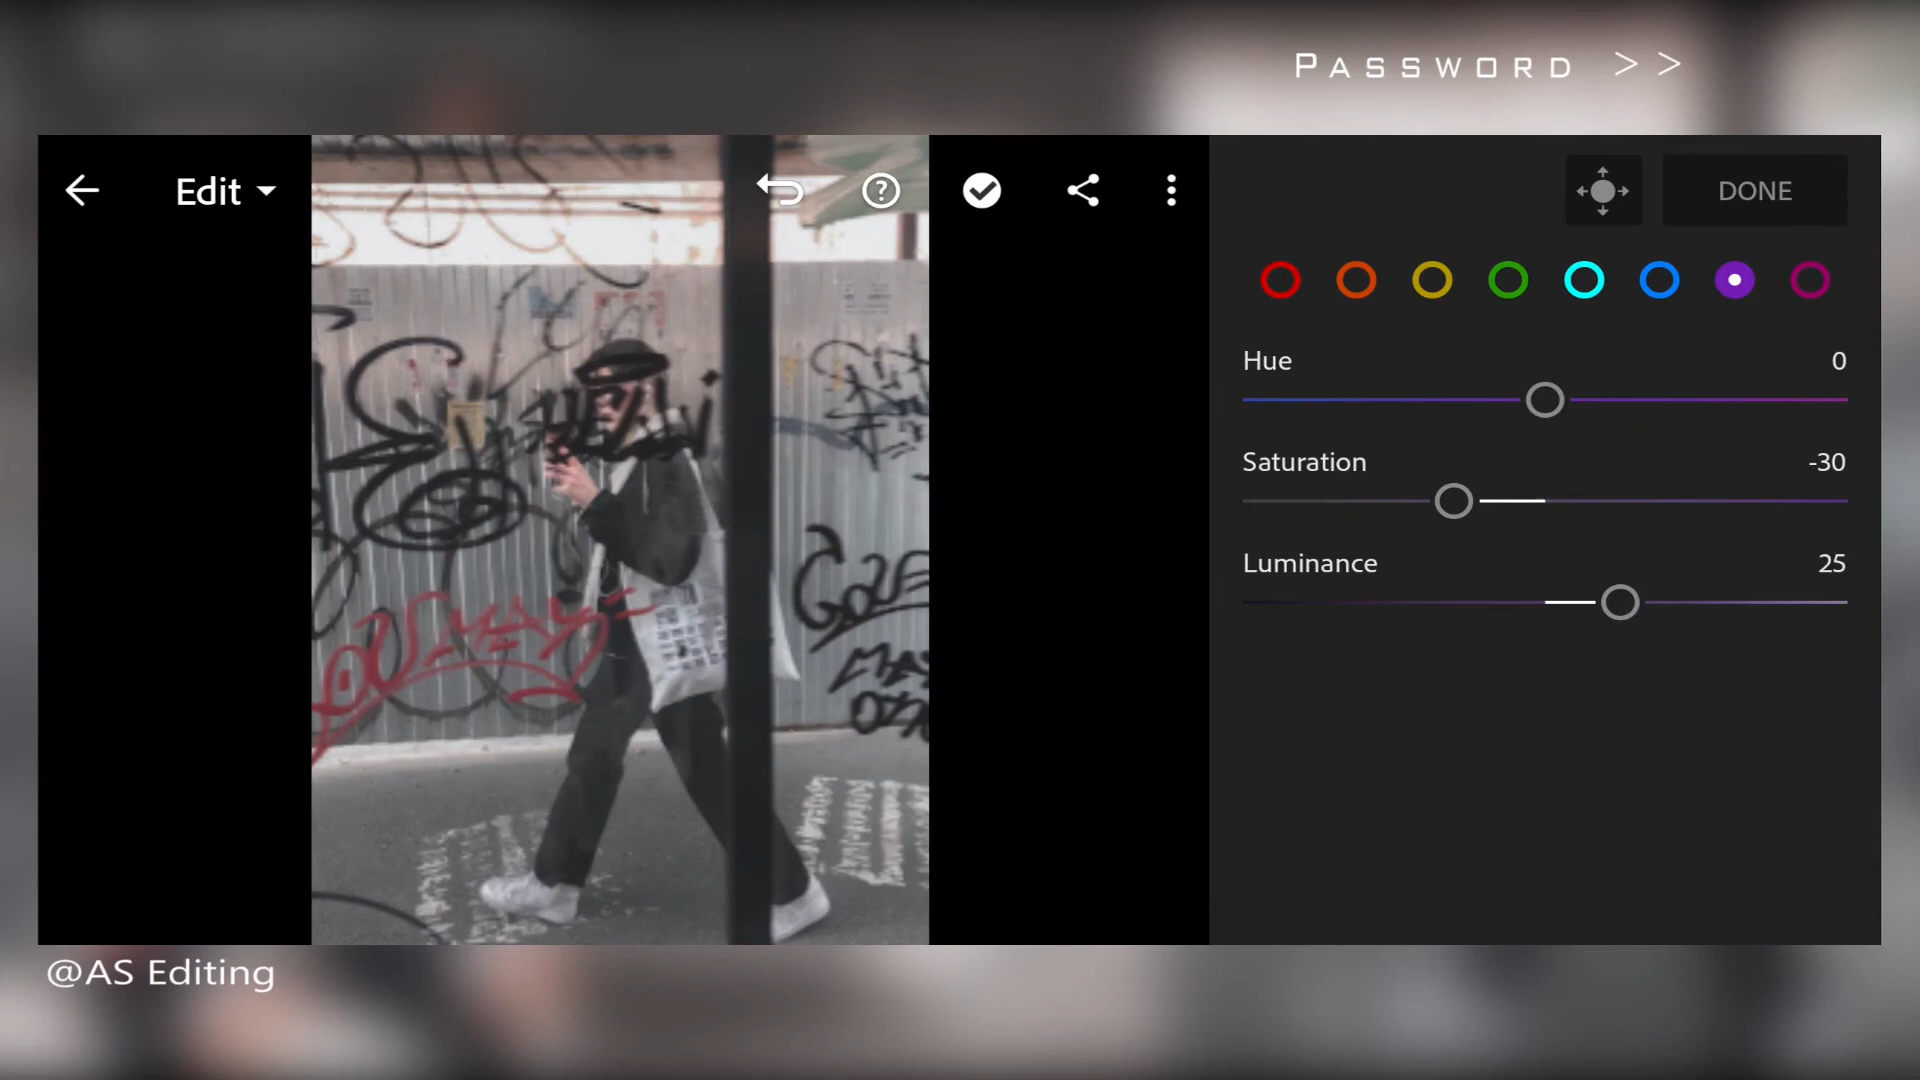 PASSWORD >>
Edit
DONE
Hue 0
Saturation -30
Luminance 25
@AS Editing